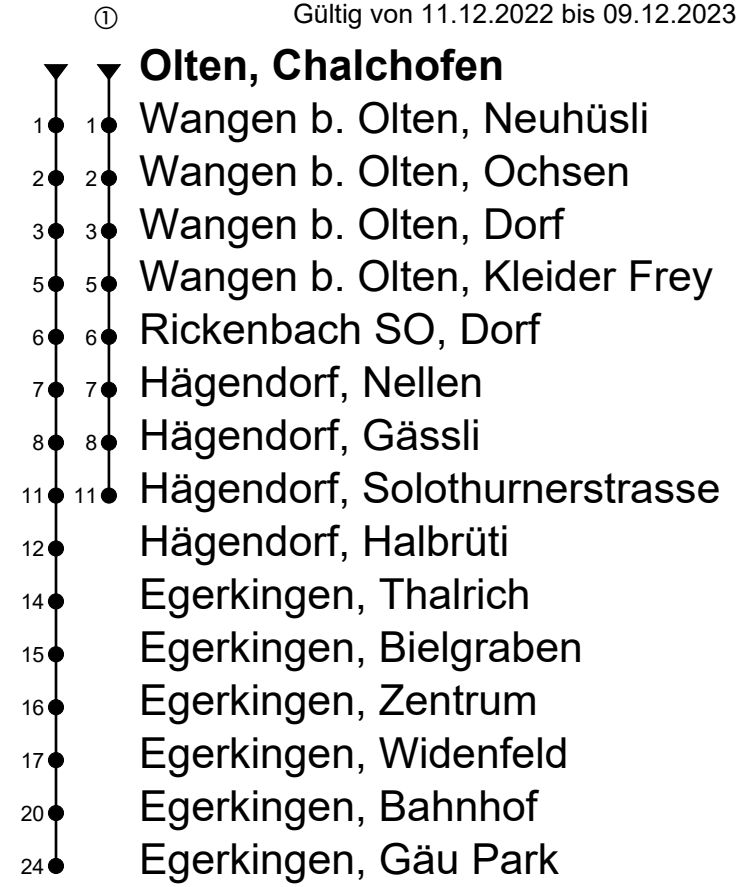 ① Gültig von 11.12.2022 bis 09.12.2023
Olten, Chalchofen
1 1 Wangen b. Olten, Neuhüsli
2 2 Wangen b. Olten, Ochsen
3 3 Wangen b. Olten, Dorf
5 5 Wangen b. Olten, Kleider Frey
6 6 Rickenbach SO, Dorf
7 7 Hägendorf, Nellen
8 8 Hägendorf, Gässli
11 11 Hägendorf, Solothurnerstrasse
12 Hägendorf, Halbrüti
14 Egerkingen, Thalrich
15 Egerkingen, Bielgraben
16 Egerkingen, Zentrum
17 Egerkingen, Widenfeld
20 Egerkingen, Bahnhof
24 Egerkingen, Gäu Park